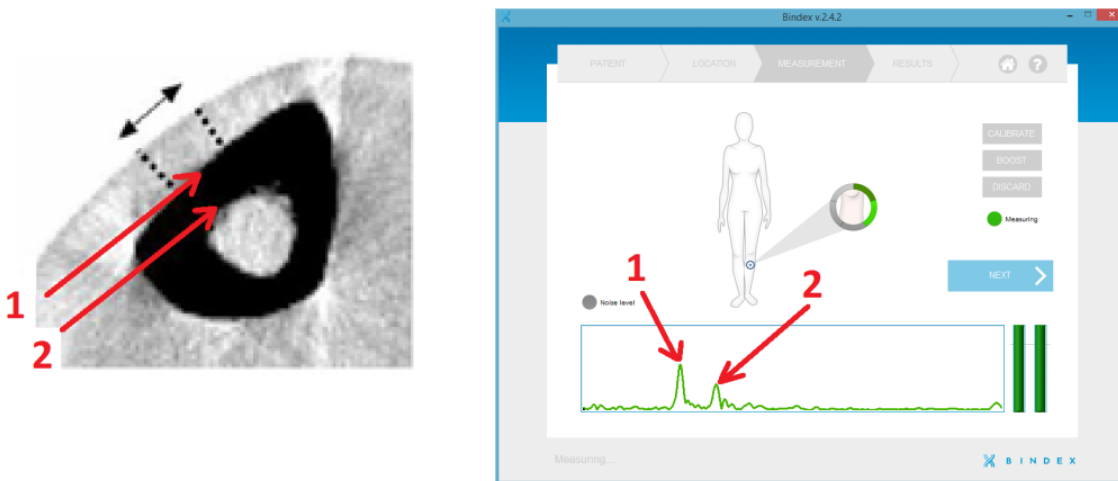 1
2
Bindex v.2.4.2
PATIENT
LOCATION
MEASUREMENT
RESULTS
?
CALIBRATE
BOOST
DISCARD
Measuring
NEXT
1
2
Noise level
Measuring...
BINDEX